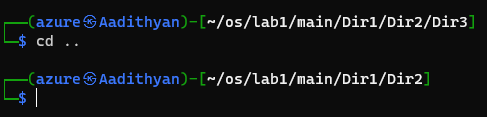 ┌──(azure㉿Aadithyan)-[~/os/lab1/main/Dir1/Dir2/Dir3]
└─$ cd ..
┌──(azure㉿Aadithyan)-[~/os/lab1/main/Dir1/Dir2]
└─$